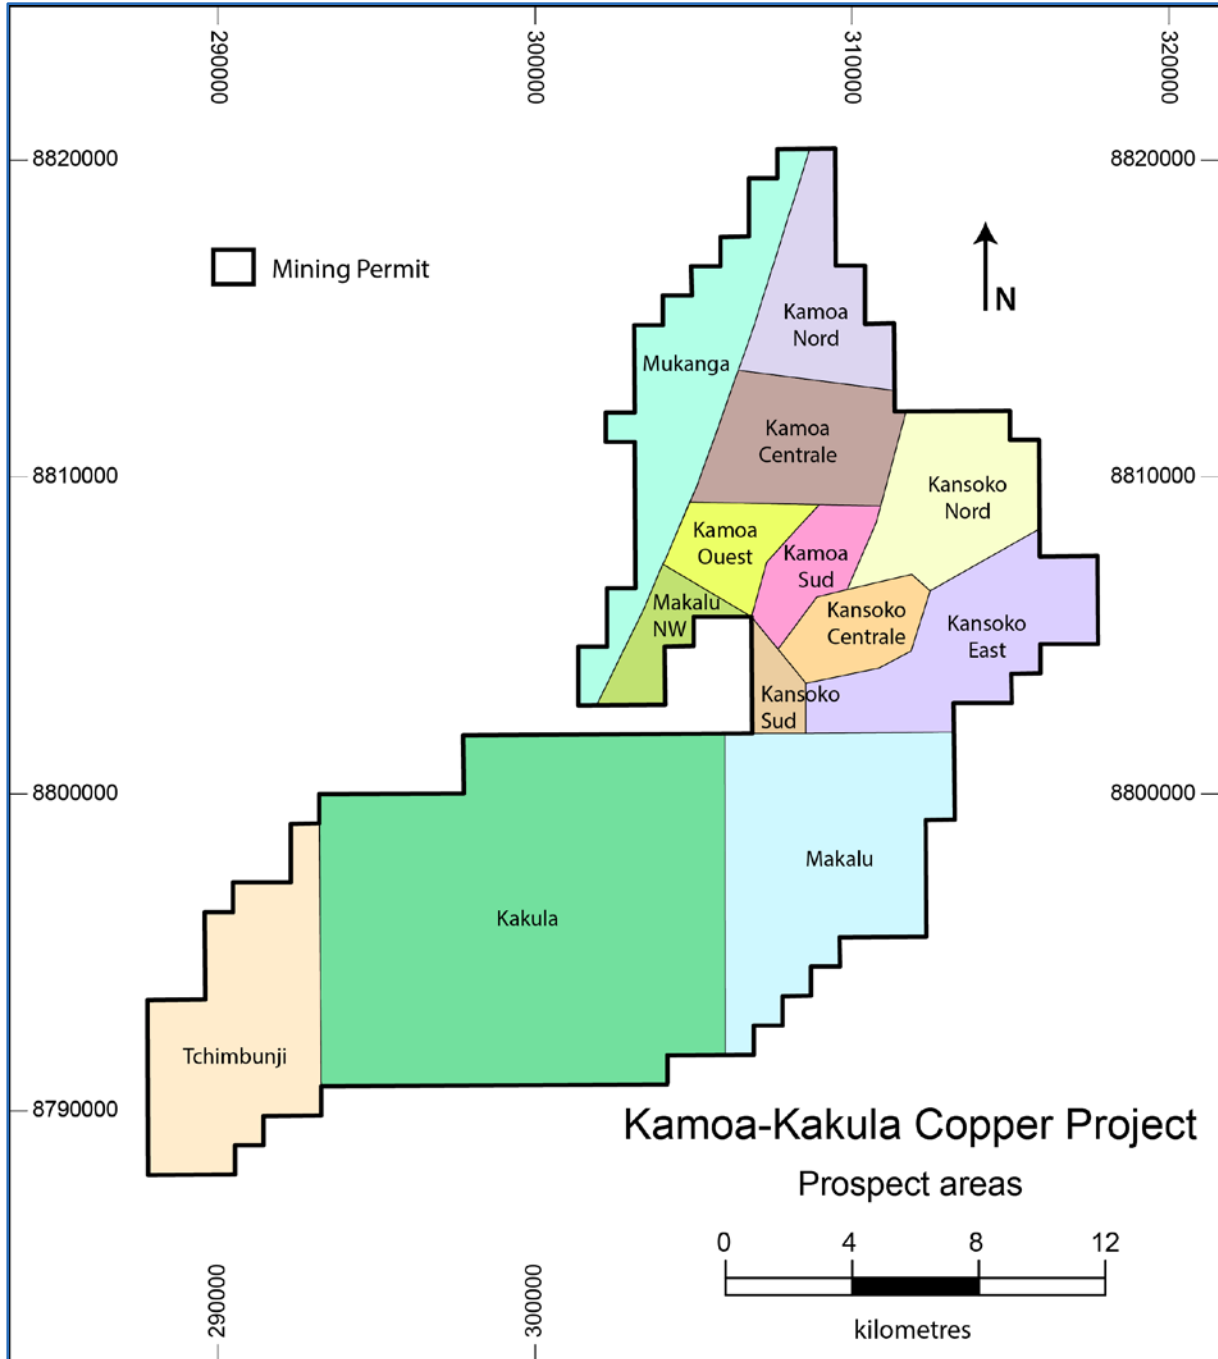 290000
300000
310000
320000
8820000
8820000
Mining Permit
N
Kamoa
Nord
Mukanga
Kamoa
Centrale
8810000
8810000
Kansoko
Nord
Kamoa
Ouest
Kamoa
Sud
Makalu
NW
Kansoko
Centrale
Kansoko
East
Kansoko
Sud
8800000
8800000
Makalu
Kakula
Tchimbunji
8790000
Kamoa-Kakula Copper Project
Prospect areas
0 4 8 12
kilometres
290000
300000